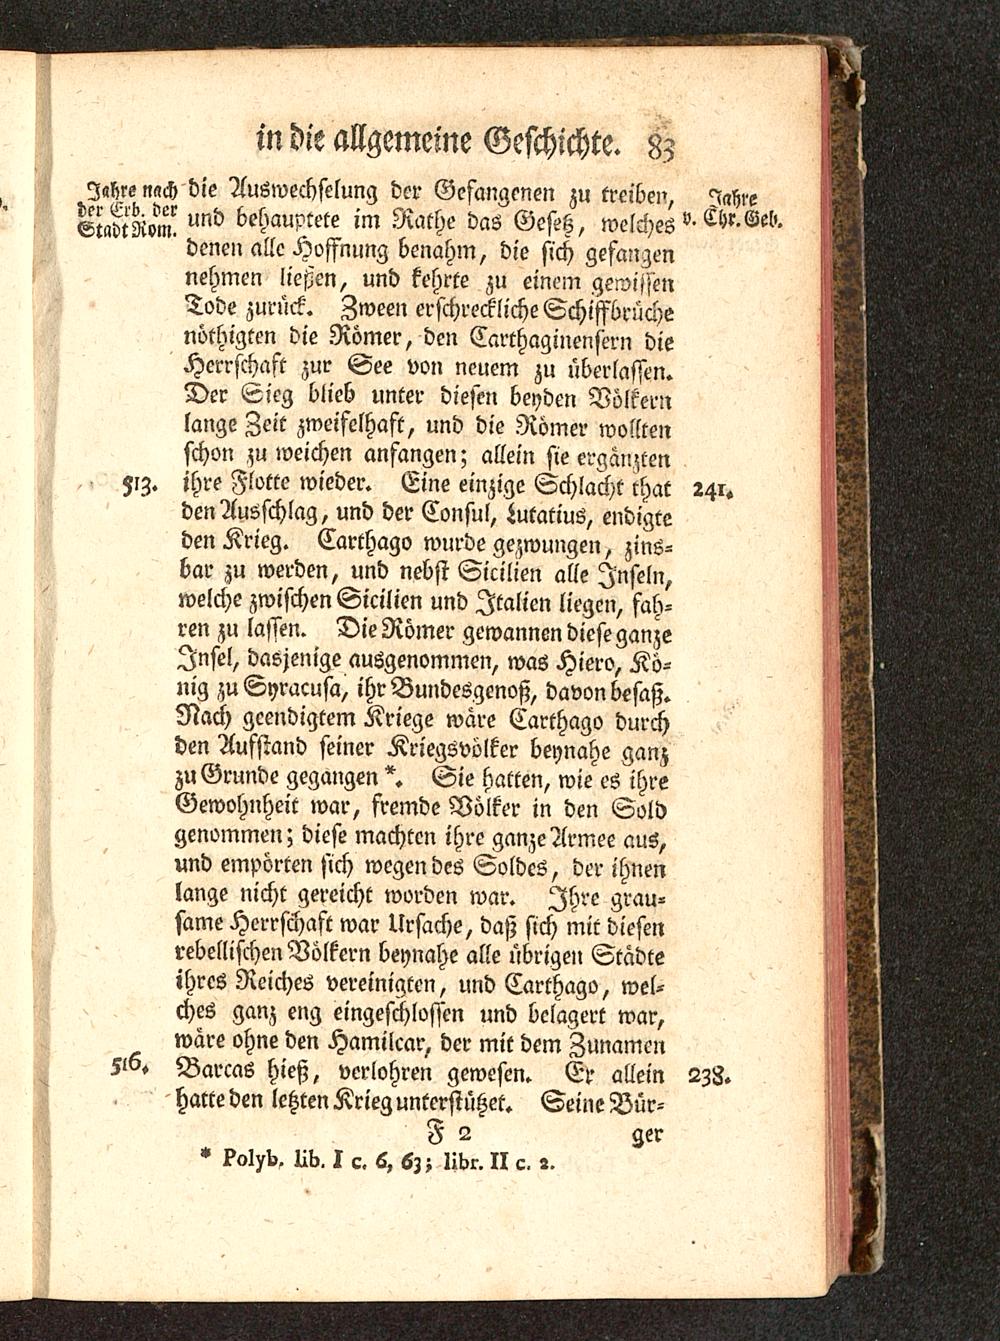 in die allgemeine Geschichte. 83
Jahre nach
der Erb. der
Stadt Rom.
Jahre
v. Chr. Geb.
die Auswechselung der Gefangenen zu treiben,
und behauptete im Rathe das Gesetz, welches
denen alle Hoffnung benahm, die sich gefangen
nehmen ließen, und kehrte zu einem gewissen
Tode zurück. Zween erschreckliche Schiffbrüche
nöthigten die Römer, den Carthaginensern die
Herrschaft zur See von neuem zu überlassen.
Der Sieg blieb unter diesen beyden Völkern
lange Zeit zweifelhaft, und die Römer wollten
schon zu weichen anfangen; allein sie ergänzten
513. ihre Flotte wieder. Eine einzige Schlacht that 241.
den Ausschlag, und der Consul, Lutatius, endigte
den Krieg. Carthago wurde gezwungen, zins-
bar zu werden, und nebst Sicilien alle Inseln,
welche zwischen Sicilien und Italien liegen, fah-
ren zu lassen. Die Römer gewannen diese ganze
Insel, dasjenige ausgenommen, was Hiero, Kö-
nig zu Syracusa, ihr Bundesgenoß, davon besaß.
Nach geendigtem Kriege wäre Carthago durch
den Aufstand seiner Kriegsvölker beynahe ganz
zu Grunde gegangen *. Sie hatten, wie es ihre
Gewohnheit war, fremde Völker in den Sold
genommen; diese machten ihre ganze Armee aus,
und empörten sich wegen des Soldes, der ihnen
lange nicht gereicht worden war. Ihre grau-
same Herrschaft war Ursache, daß sich mit diesen
rebellischen Völkern beynahe alle übrigen Städte
ihres Reiches vereinigten, und Carthago, wel-
ches ganz eng eingeschlossen und belagert war,
wäre ohne den Hamilcar, der mit dem Zunamen
516. Barcas hieß, verlohren gewesen. Er allein 238.
hatte den letzten Krieg unterstützet. Seine Bür-
F 2 ger
* Polyb. lib. I c. 6, 63; libr. II c. 2.